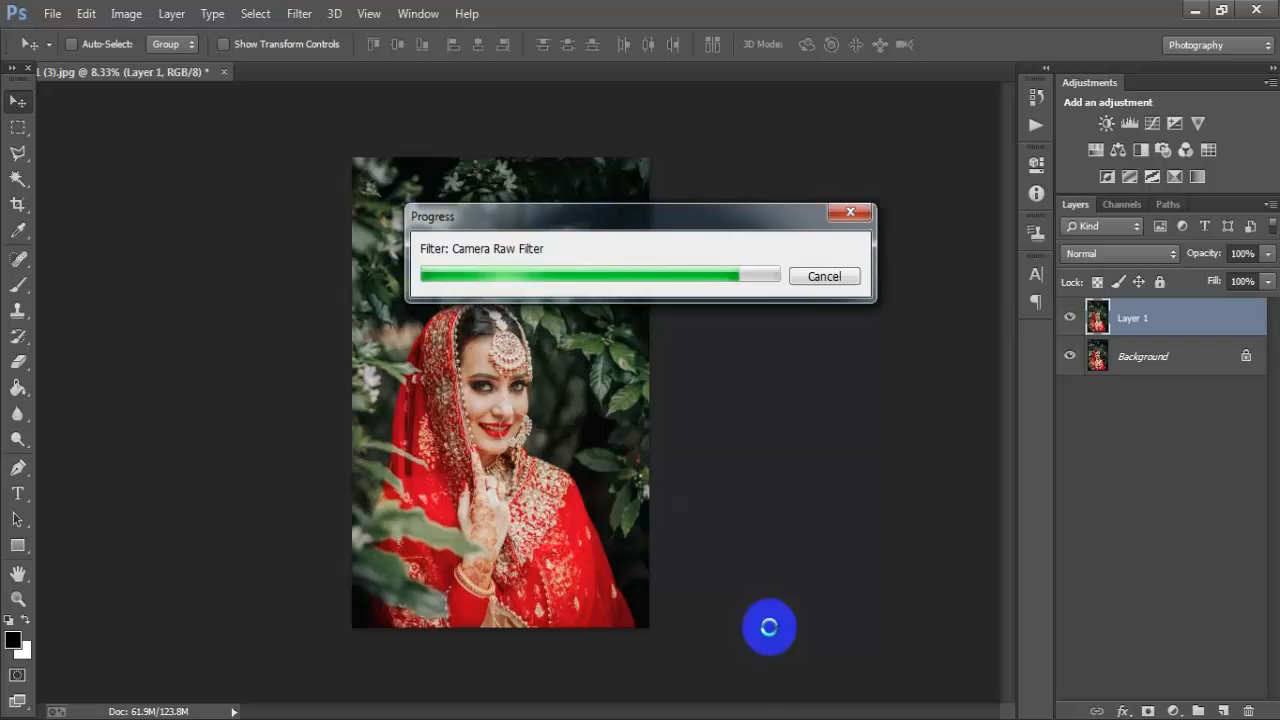 Ps File Edit Image Layer Type Select Filter 3D View Window Help
Auto-Select: Group Show Transform Controls 3D Mode: Photography
1 (3).jpg @ 8.33% (Layer 1, RGB/8) * ×
Adjustments
Add an adjustment
Progress
Filter: Camera Raw Filter
Cancel
Layers Channels Paths
Kind
Normal Opacity: 100%
Lock: Fill: 100%
Layer 1
Background
Doc: 61.9M/123.8M